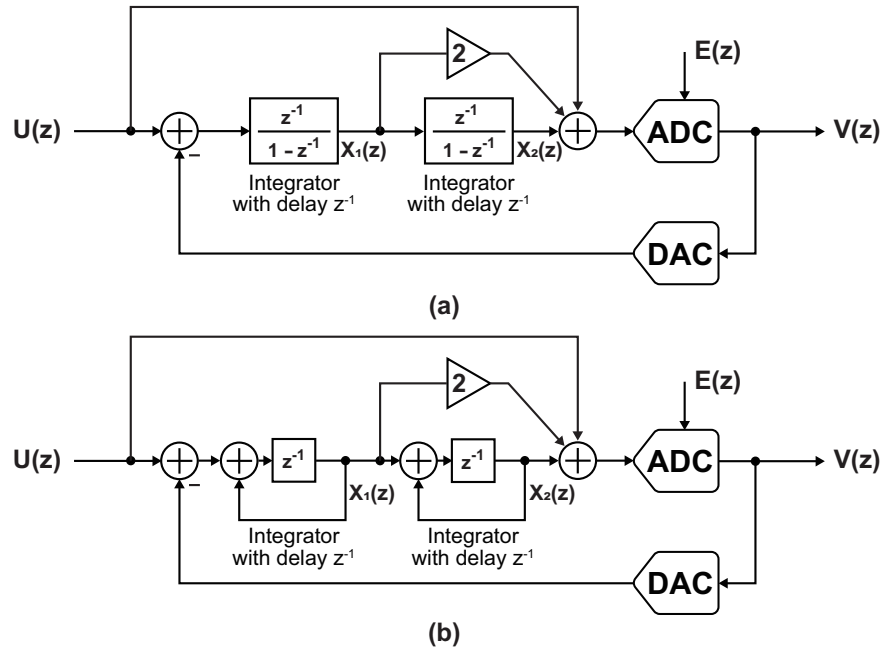 2
E(z)
U(z)
z⁻¹
1 – z⁻¹
X₁(z)
z⁻¹
1 – z⁻¹
X₂(z)
ADC
V(z)
–
Integrator
with delay z⁻¹
Integrator
with delay z⁻¹
DAC
(a)
2
E(z)
U(z)
z⁻¹
z⁻¹
ADC
V(z)
–
X₁(z)
X₂(z)
Integrator
with delay z⁻¹
Integrator
with delay z⁻¹
DAC
(b)